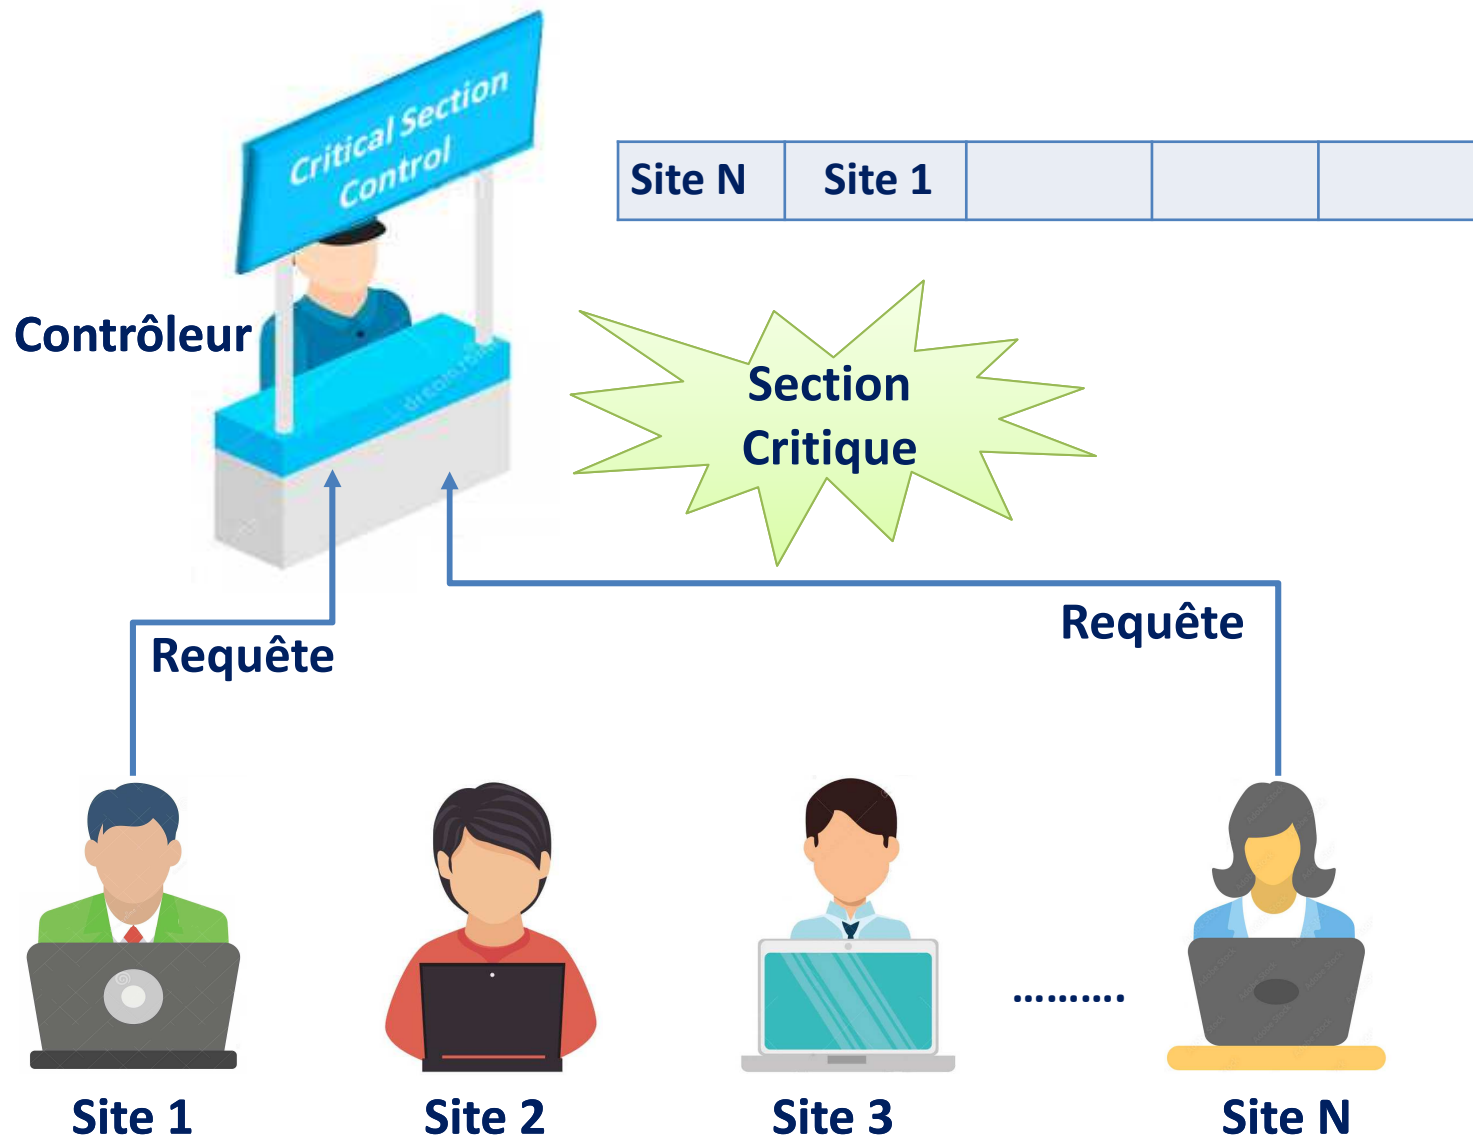 Critical Section
Control
Site N Site 1
Contrôleur
Section
Critique
Requête
Requête
..........
Site 1 Site 2 Site 3 Site N